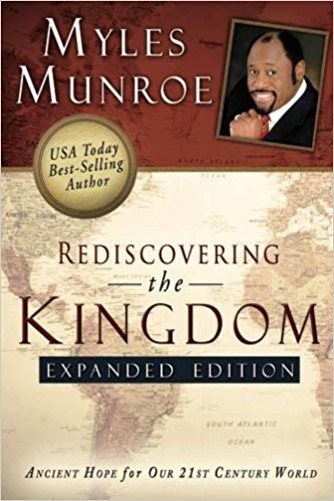 MYLES
MUNROE
USA Today
Best-Selling
Author
REDISCOVERING
the
KINGDOM
EXPANDED EDITION
SOUTH ATLANTIC
OCEAN
ANCIENT HOPE for OUR 21ST CENTURY WORLD